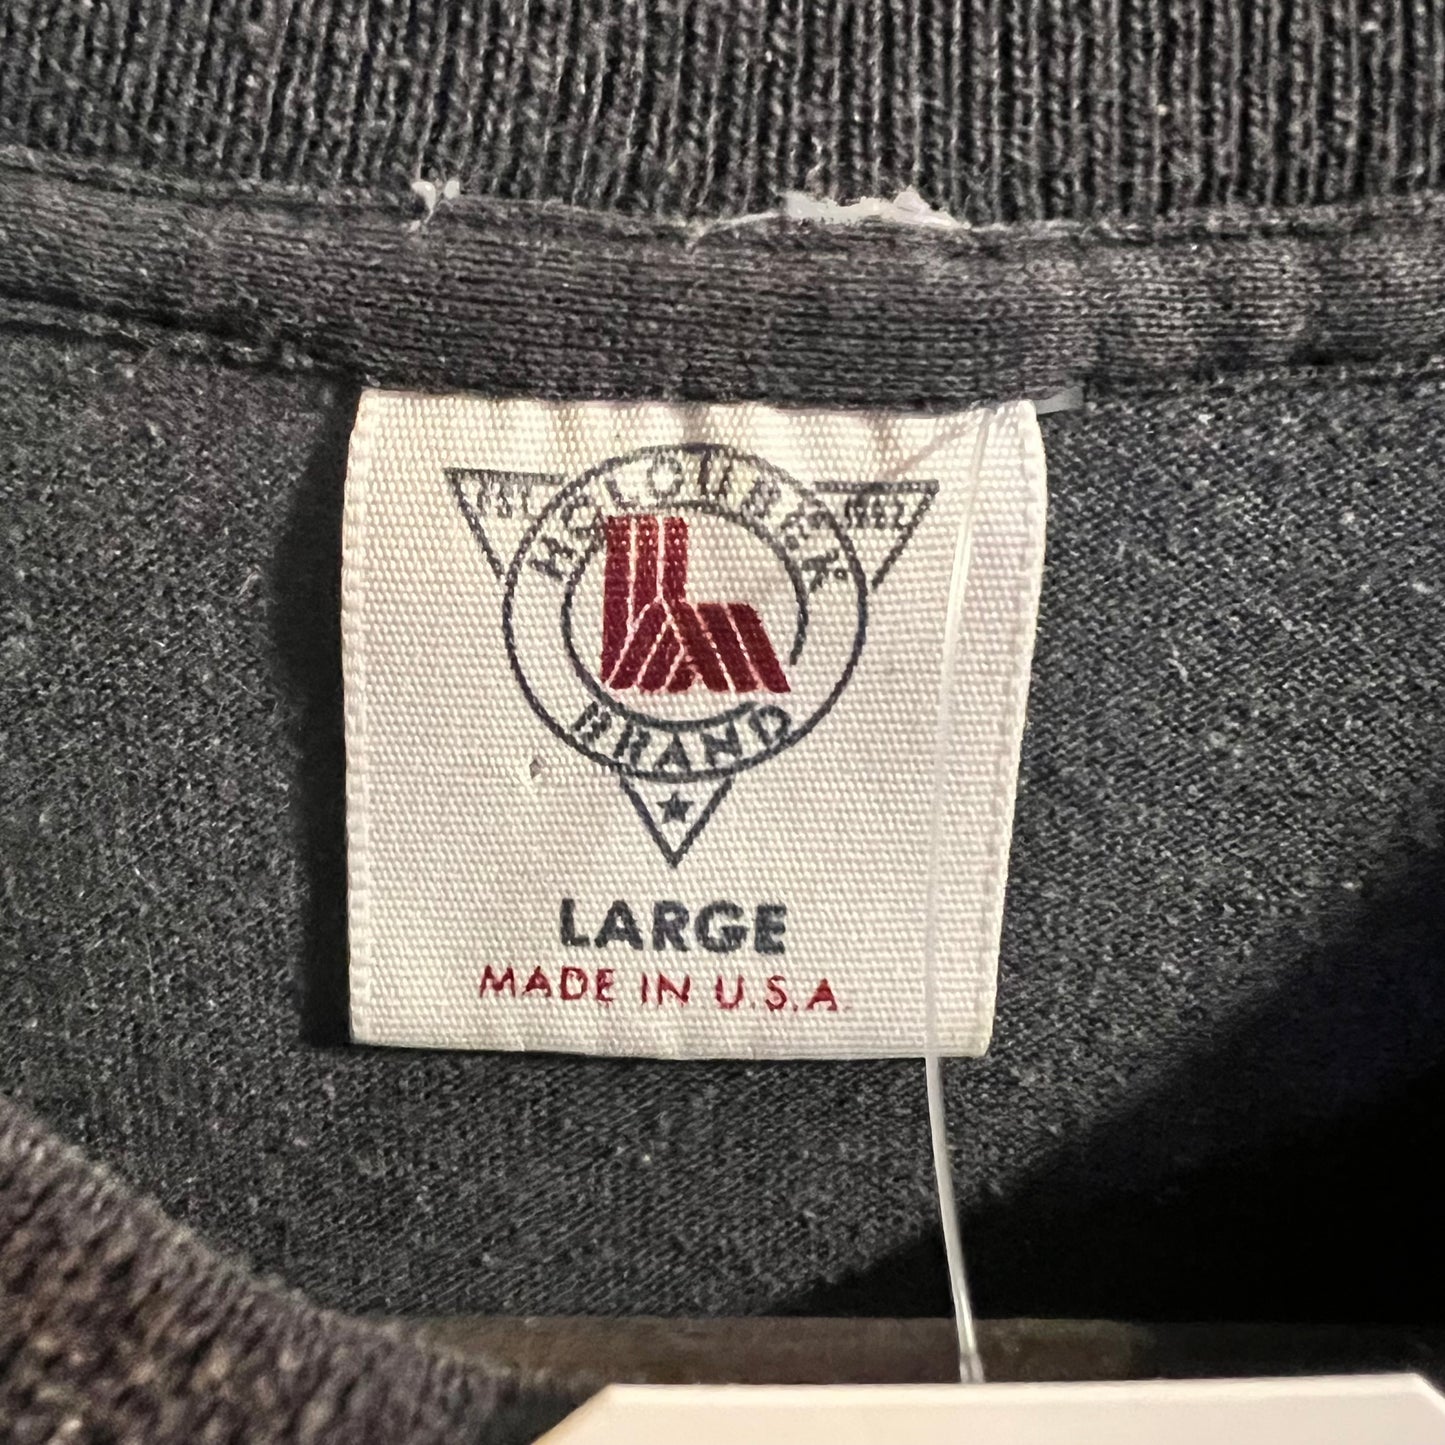 HOLOUBEK
BRAND
LARGE
MADE IN U.S.A.